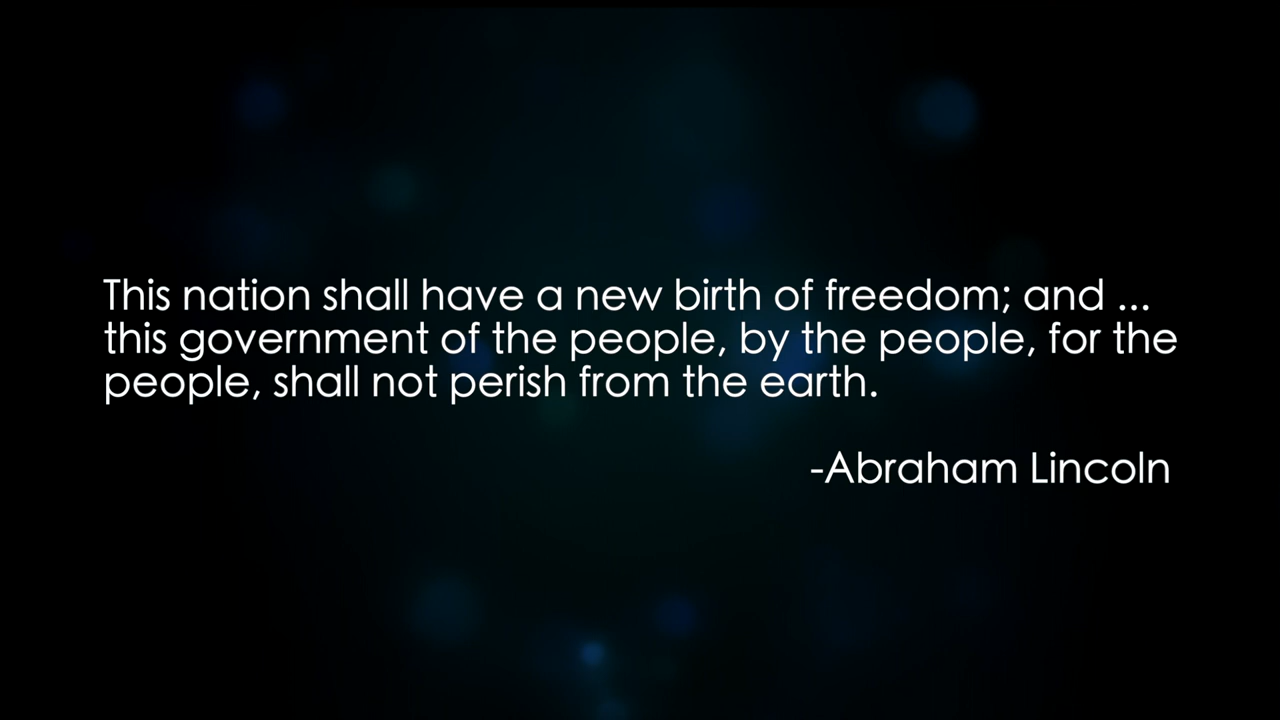 This nation shall have a new birth of freedom; and ...
this government of the people, by the people, for the
people, shall not perish from the earth.
-Abraham Lincoln